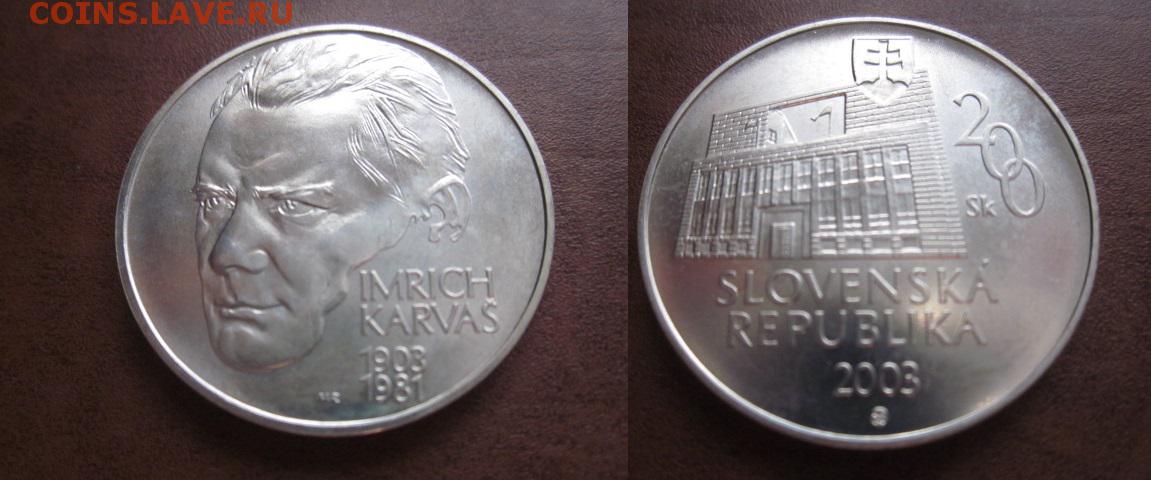 COINS.LAVE.RU
IMRICH
KARVAŠ
1903
1981
200
Sk
SLOVENSKÁ
REPUBLIKA
2003